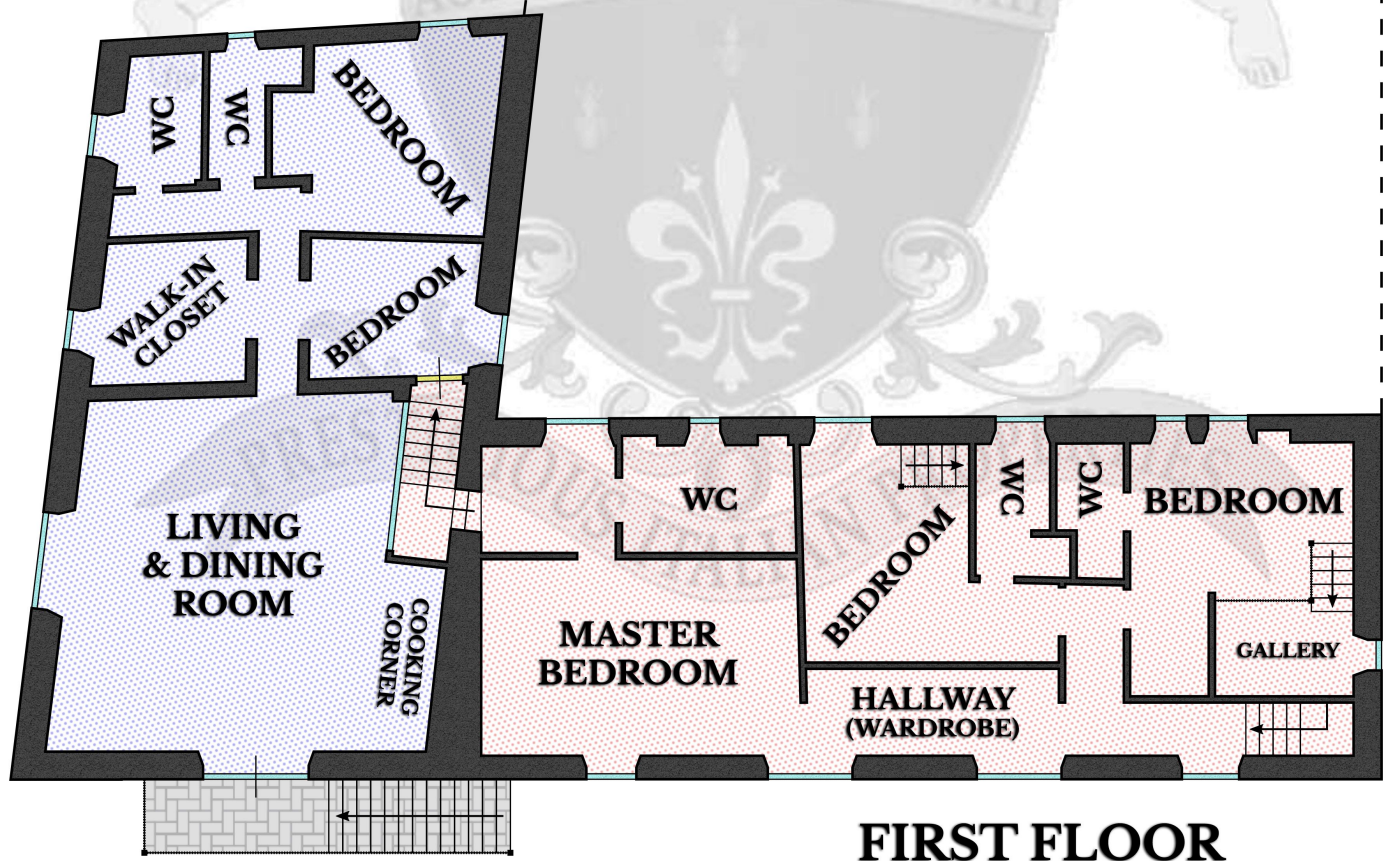 WC
WC
BEDROOM
WALK-IN
CLOSET
BEDROOM
LIVING
& DINING
ROOM
COOKING
CORNER
WC
MASTER
BEDROOM
BEDROOM
WC
WC
BEDROOM
GALLERY
HALLWAY
(WARDROBE)
FIRST FLOOR